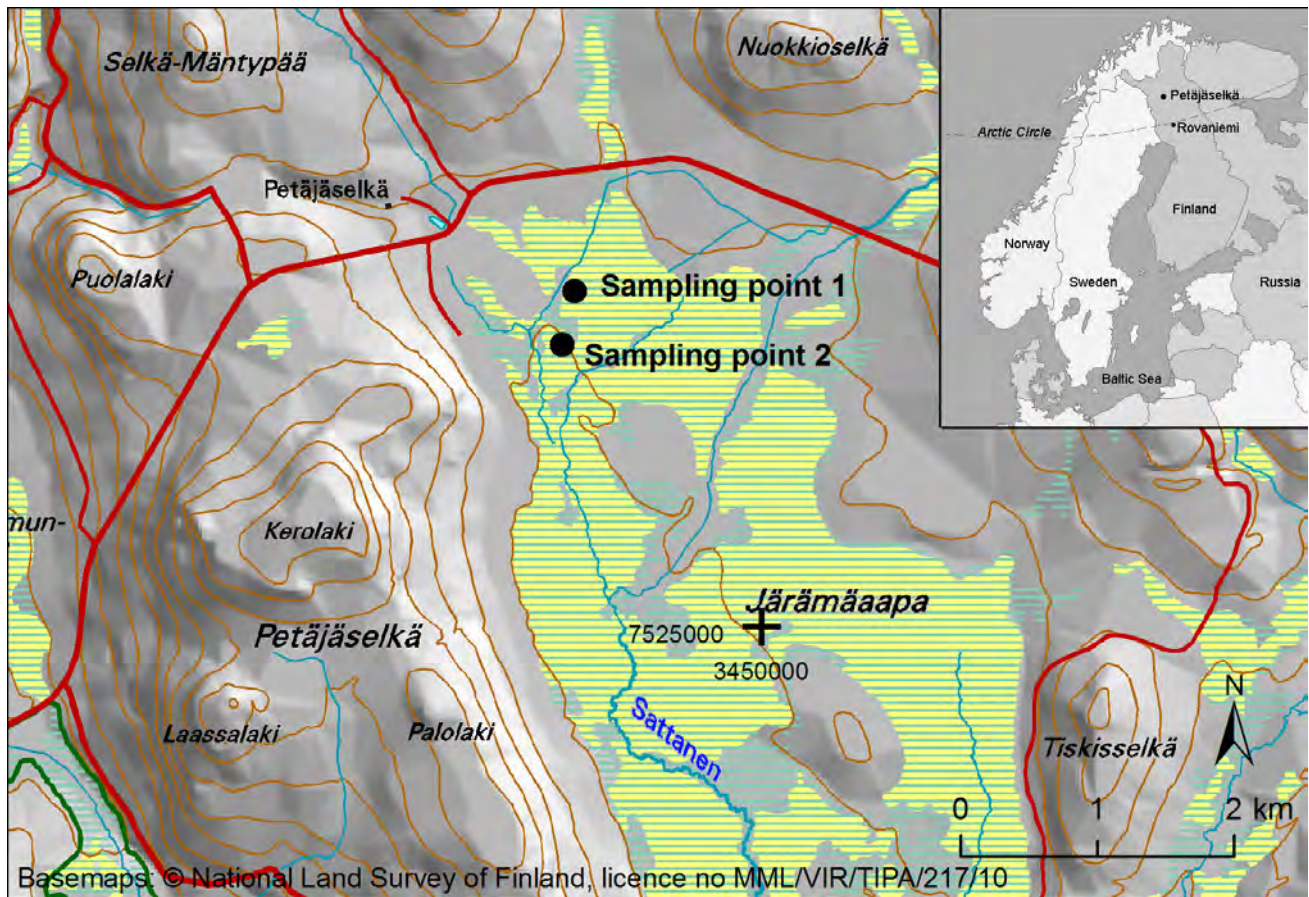 Selkä-Mäntypää
Nuokkioselkä
Petäjäselkä
Rovaniemi
Arctic Circle
Finland
Norway
Sweden
Russia
Baltic Sea
Petäjäselkä
Puolalaki
Sampling point 1
Sampling point 2
mun-
Kerolaki
Järämäaapa
7525000
3450000
Petäjäselkä
Laassalaki
Palolaki
Sattanen
Tiskisselkä
N
0 1 2 km
Basemaps: © National Land Survey of Finland, licence no MML/VIR/TIPA/217/10